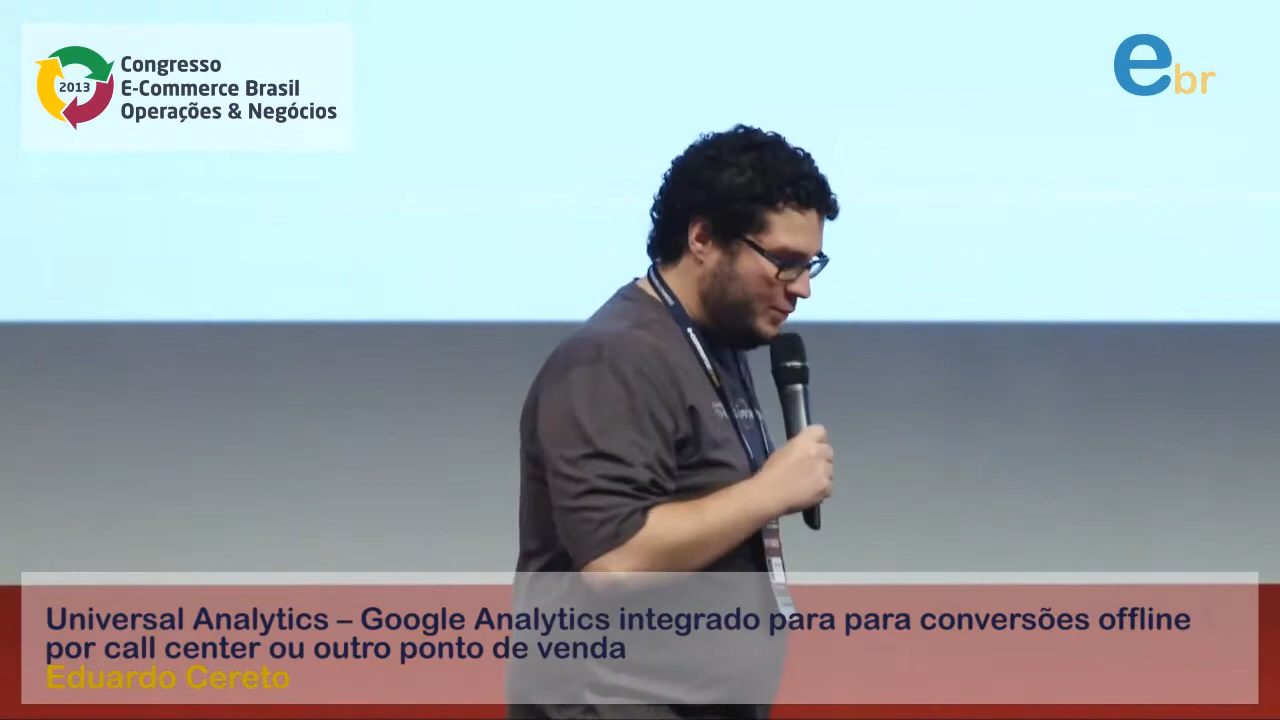 2013
Congresso
E-Commerce Brasil
Operações & Negócios
ebr
Universal Analytics – Google Analytics integrado para para conversões offline
por call center ou outro ponto de venda
Eduardo Cereto